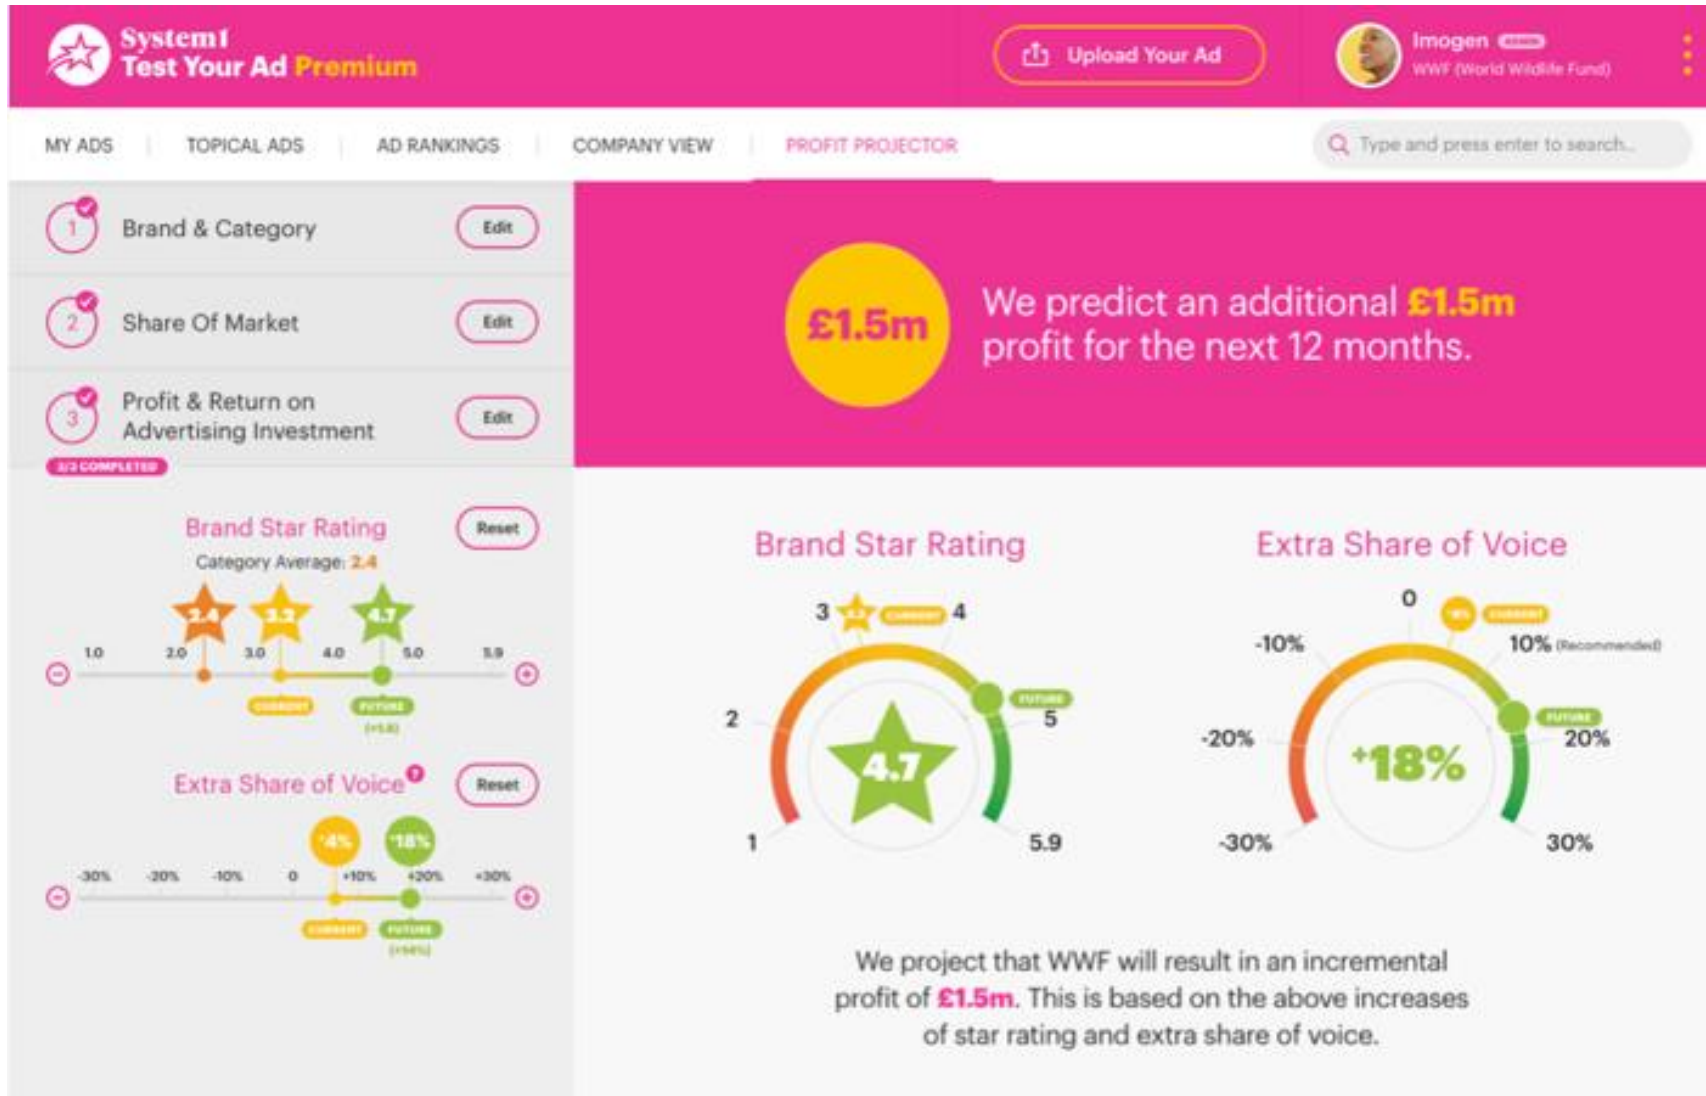 System1
Test Your Ad Premium
Upload Your Ad
Imogen ADMIN
WWF (World Wildlife Fund)
MY ADS
TOPICAL ADS
AD RANKINGS
COMPANY VIEW
PROFIT PROJECTOR
Type and press enter to search...
1
Brand & Category
Edit
2
Share Of Market
Edit
3
Profit & Return on
Advertising Investment
Edit
COMPLETED
£1.5m
We predict an additional £1.5m
profit for the next 12 months.
Brand Star Rating
Reset
Category Average: 2.4
2.4
4.7
1.0
2.0
3.0
4.0
5.0
5.9
CURRENT
FUTURE
Extra Share of Voice ?
Reset
+4%
+18%
-30%
-20%
-10%
0
+10%
+20%
+30%
CURRENT
FUTURE
Brand Star Rating
3
CURRENT
4
FUTURE
2
5
4.7
1
5.9
Extra Share of Voice
0
CURRENT
-10%
10% (Recommended)
FUTURE
-20%
20%
+18%
-30%
30%
We project that WWF will result in an incremental
profit of £1.5m. This is based on the above increases
of star rating and extra share of voice.